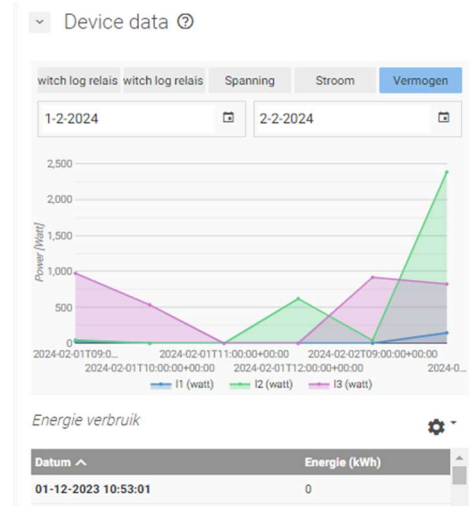 Device data
witch log relais witch log relais Spanning Stroom Vermogen
1-2-2024 2-2-2024
Power [Watt]
2,500
2,000
1,500
1,000
500
0
2024-02-01T09:0... 2024-02-01T11:00:00+00:00 2024-02-02T09:00:00+00:00
2024-02-01T10:00:00+00:00 2024-02-01T12:00:00+00:00 2024-0...
l1 (watt) l2 (watt) l3 (watt)
Energie verbruik
Datum Energie (kWh)
01-12-2023 10:53:01 0